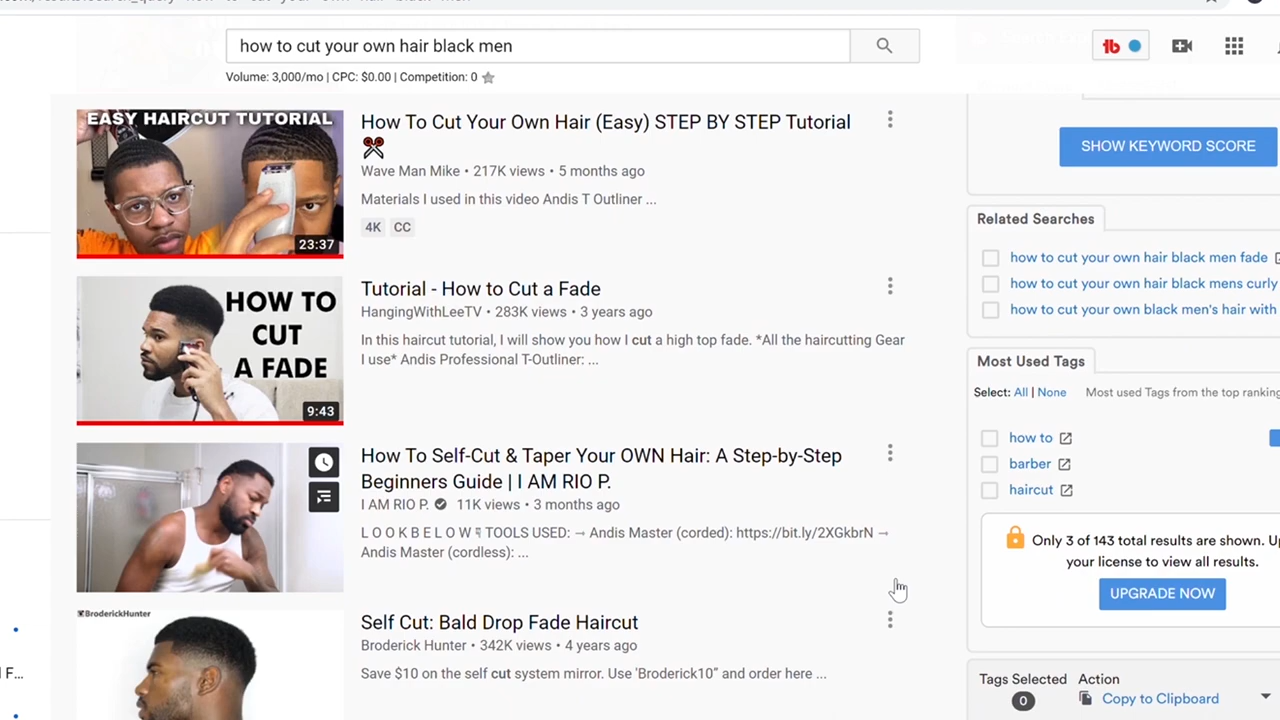 how to cut your own hair black men
Volume: 3,000/mo | CPC: $0.00 | Competition: 0
EASY HAIRCUT TUTORIAL
23:37
How To Cut Your Own Hair (Easy) STEP BY STEP Tutorial
Wave Man Mike • 217K views • 5 months ago
Materials I used in this video Andis T Outliner ...
4K CC
HOW TO
CUT
A FADE
9:43
Tutorial - How to Cut a Fade
HangingWithLeeTV • 283K views • 3 years ago
In this haircut tutorial, I will show you how I cut a high top fade. *All the haircutting Gear
I use* Andis Professional T-Outliner: ...
How To Self-Cut & Taper Your OWN Hair: A Step-by-Step
Beginners Guide | I AM RIO P.
I AM RIO P. 11K views • 3 months ago
L O O K B E L O W ☟ TOOLS USED: → Andis Master (corded): https://bit.ly/2XGkbrN →
Andis Master (cordless): ...
BroderickHunter
Self Cut: Bald Drop Fade Haircut
Broderick Hunter • 342K views • 4 years ago
Save $10 on the self cut system mirror. Use 'Broderick10” and order here ...
F...
tb
SHOW KEYWORD SCORE
Related Searches
how to cut your own hair black men fade
how to cut your own hair black mens curly
how to cut your own black men's hair with
Most Used Tags
Select: All | None Most used Tags from the top ranking
how to
barber
haircut
Only 3 of 143 total results are shown. Up
your license to view all results.
UPGRADE NOW
Tags Selected
0
Action
Copy to Clipboard